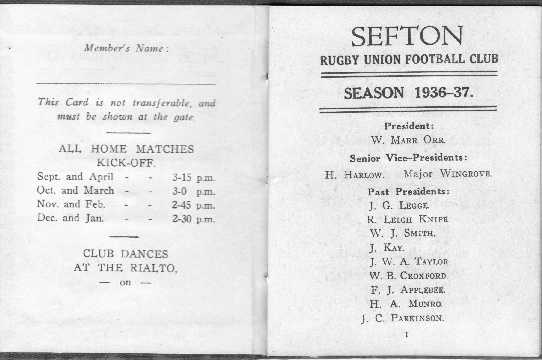 Member's Name:
This Card is not transferable, and
must be shown at the gate.
ALL HOME MATCHES
KICK-OFF.
Sept. and April - - 3-15 p.m.
Oct. and March - - 3-0 p.m.
Nov. and Feb. - - 2-45 p.m.
Dec. and Jan. - - 2-30 p.m.
CLUB DANCES
AT THE RIALTO,
— on —
SEFTON
RUGBY UNION FOOTBALL CLUB
SEASON 1936-37.
President:
W. MARR ORR.
Senior Vice-Presidents:
H. HARLOW. Major WINGROVE.
Past Presidents:
J. G. LEGGE.
R. LEIGH KNIPE.
W. J. SMITH.
J. KAY.
J. W. A. TAYLOR
W. B. CROXFORD
F. J. APPLEBEE.
H. A. MUNRO.
J. C. PARKINSON.
1